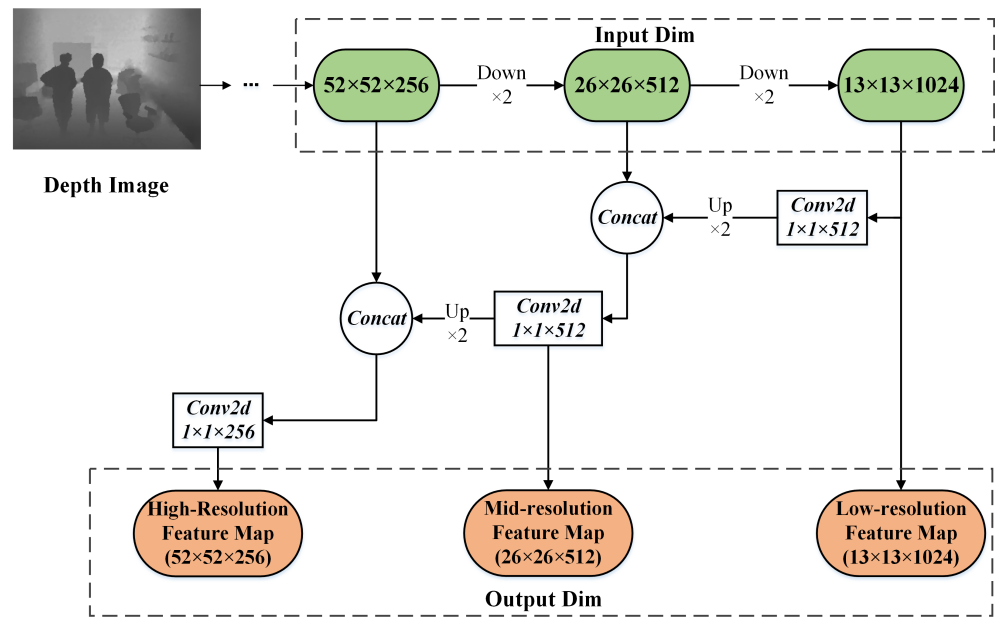 Input Dim
...
52×52×256
Down
×2
26×26×512
Down
×2
13×13×1024
Depth Image
Concat
Up
×2
Conv2d
1×1×512
Concat
Up
×2
Conv2d
1×1×512
Conv2d
1×1×256
High-Resolution
Feature Map
(52×52×256)
Mid-resolution
Feature Map
(26×26×512)
Low-resolution
Feature Map
(13×13×1024)
Output Dim